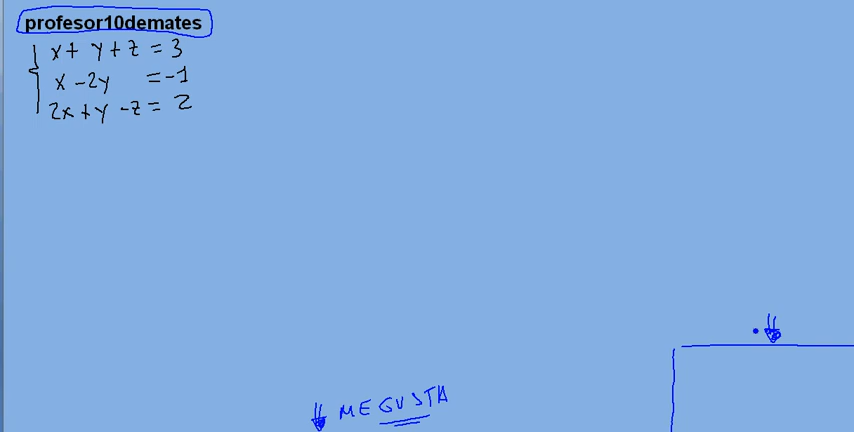 profesor10demates
x + y + z = 3
x - 2y = -1
2x + y - z = 2
ME GUSTA